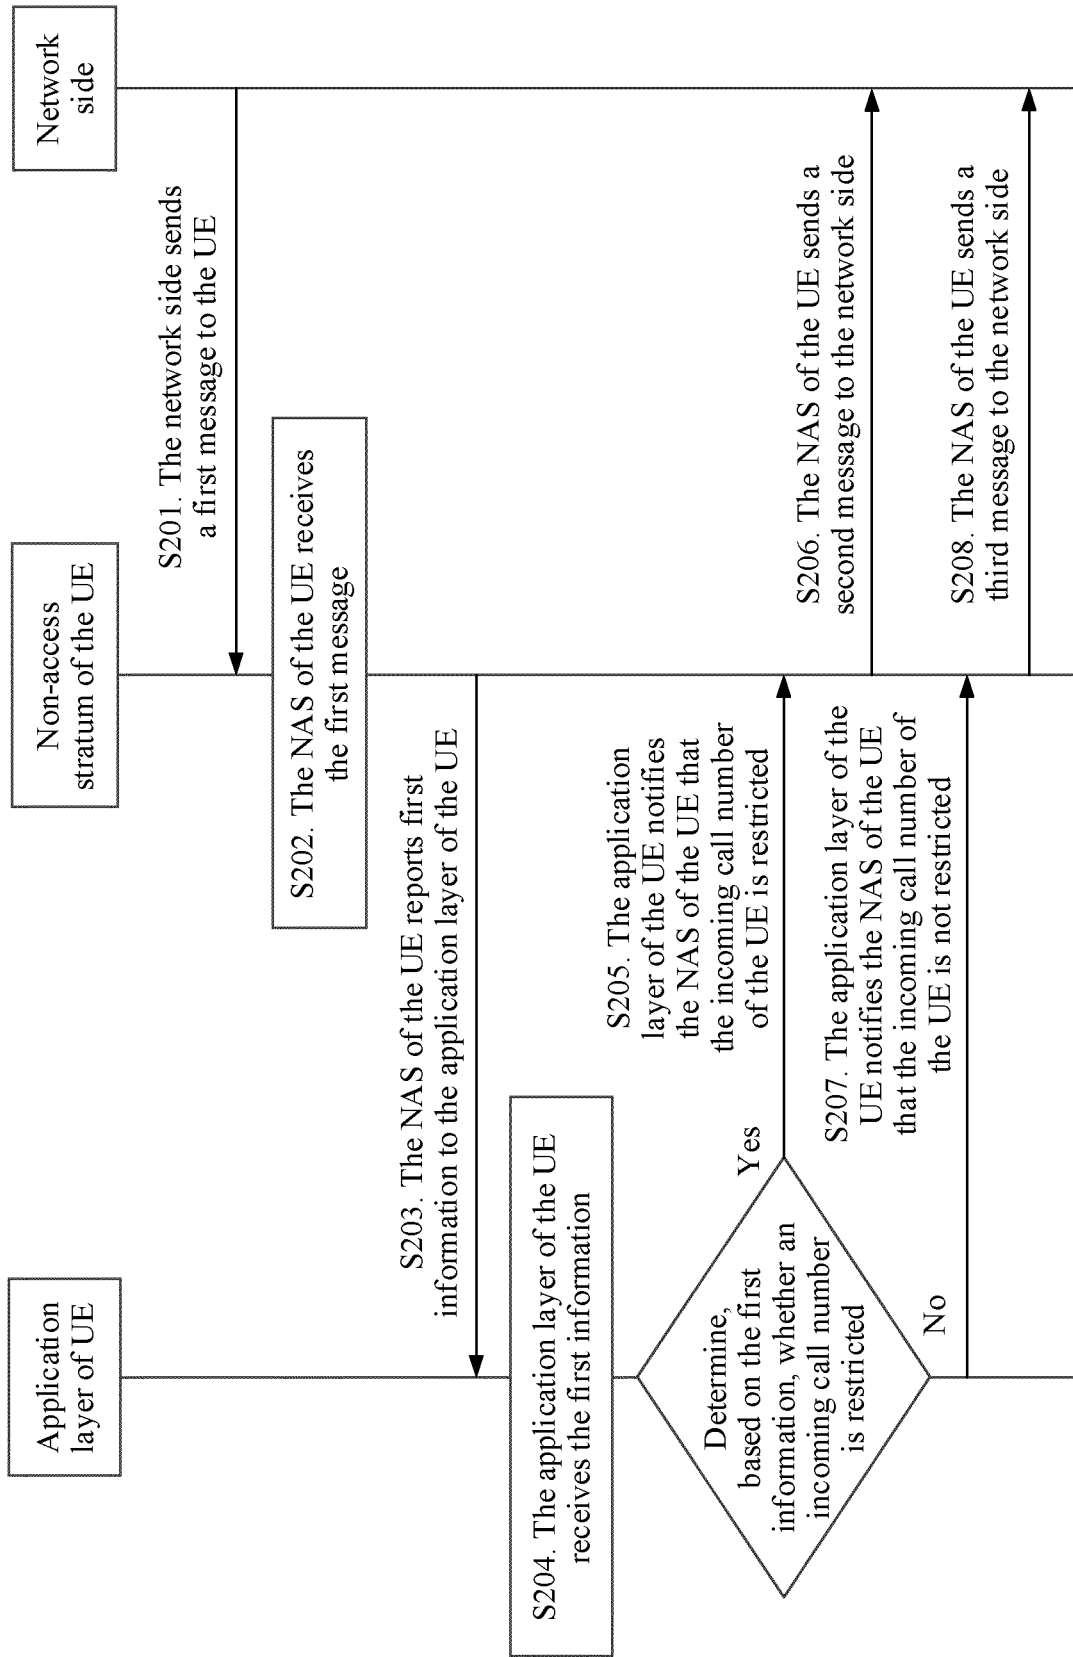 Application
layer of UE
Non-access
stratum of the UE
Network
side
S201. The network side sends
a first message to the UE
S202. The NAS of the UE receives
the first message
S203. The NAS of the UE reports first
information to the application layer of the UE
S204. The application layer of the UE
receives the first information
Determine,
based on the first
information, whether an
incoming call number
is restricted
Yes
S205. The application
layer of the UE notifies
the NAS of the UE that
the incoming call number
of the UE is restricted
S206. The NAS of the UE sends a
second message to the network side
No
S207. The application layer of the
UE notifies the NAS of the UE
that the incoming call number of
the UE is not restricted
S208. The NAS of the UE sends a
third message to the network side